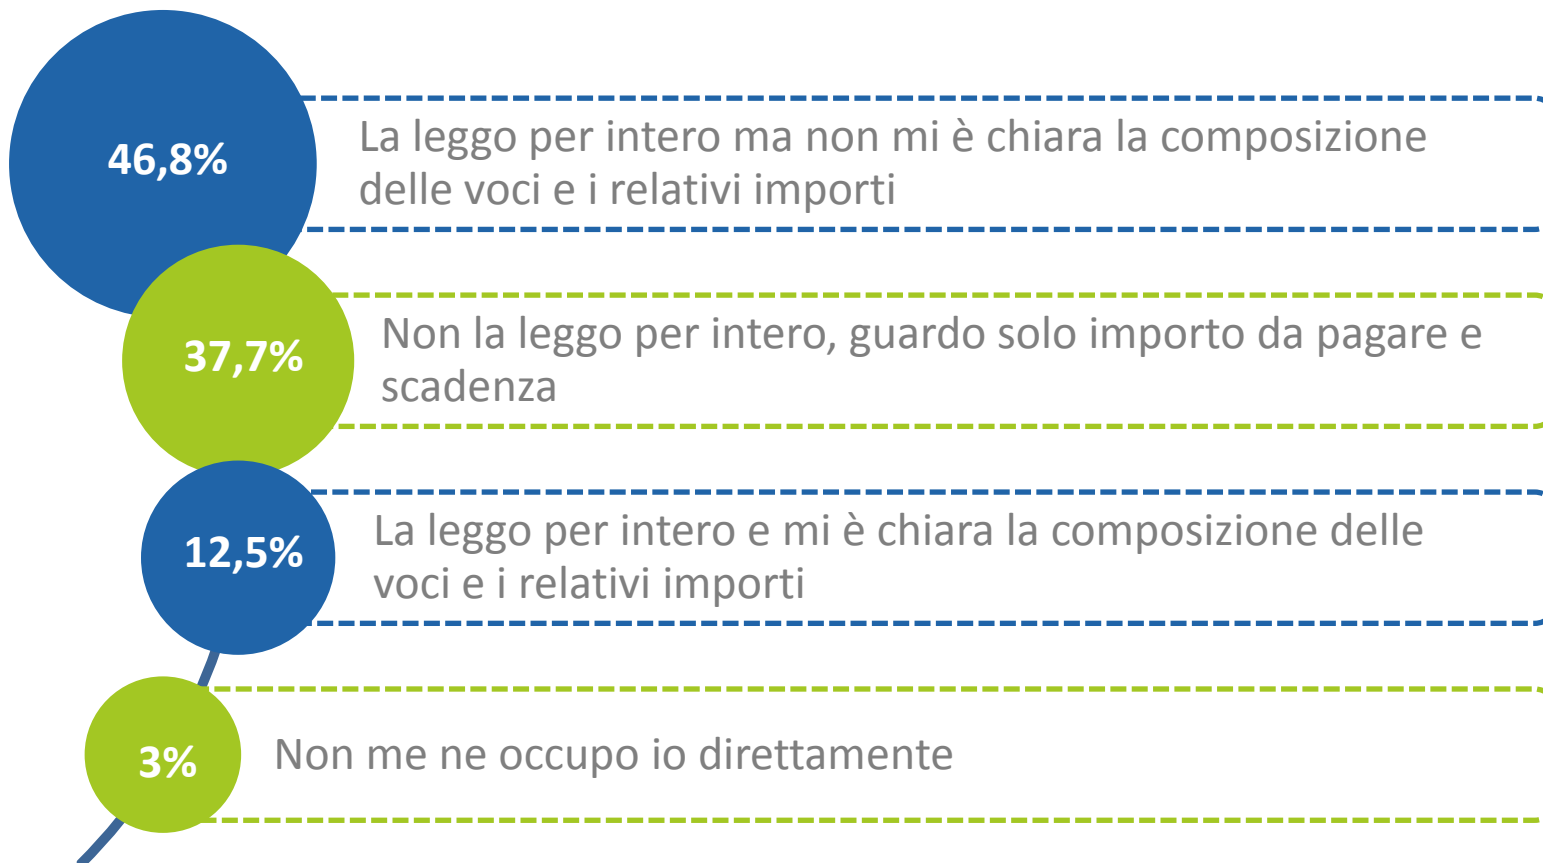 46,8%
La leggo per intero ma non mi è chiara la composizione
delle voci e i relativi importi
37,7%
Non la leggo per intero, guardo solo importo da pagare e
scadenza
12,5%
La leggo per intero e mi è chiara la composizione delle
voci e i relativi importi
3%
Non me ne occupo io direttamente